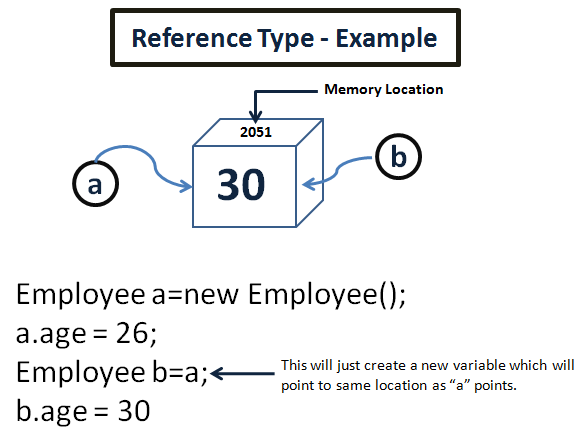 Reference Type - Example
Memory Location
2051
a
30
b
Employee a=new Employee();
a.age = 26;
Employee b=a;
This will just create a new variable which will
point to same location as “a” points.
b.age = 30